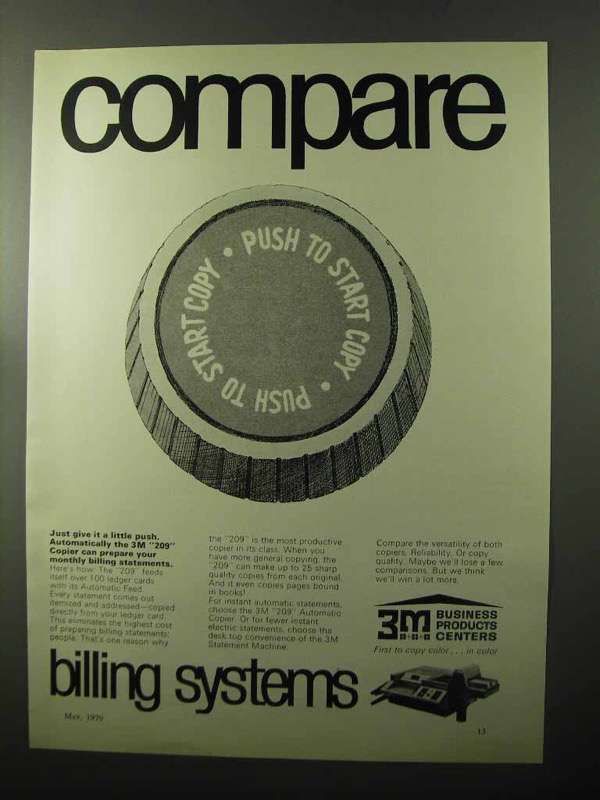 compare
PUSH TO START COPY • PUSH TO START COPY •
Just give it a little push.
Automatically the 3M "209"
Copier can prepare your
monthly billing statements.
Here's how. The "209" feeds
itself over 100 ledger cards
with its Automatic Feed.
Every statement comes out
itemized and addressed—copied
directly from your ledger card.
This eliminates the highest cost
of preparing billing statements:
people. That's one reason why
the "209" is the most productive
copier in its class. When you
have more general copying, the
"209" can make up to 25 sharp
quality copies from each original.
And it even copies pages bound
in books!
For instant automatic statements,
choose the 3M "209" Automatic
Copier. Or for fewer instant
electric statements, choose the
desk top convenience of the 3M
Statement Machine.
Compare the versatility of both
copiers. Reliability. Or copy
quality. Maybe we'll lose a few
comparisons. But we think
we'll win a lot more.
3M BUSINESS
PRODUCTS
CENTERS
First to copy color . . . in color
billing systems
May, 1970
13